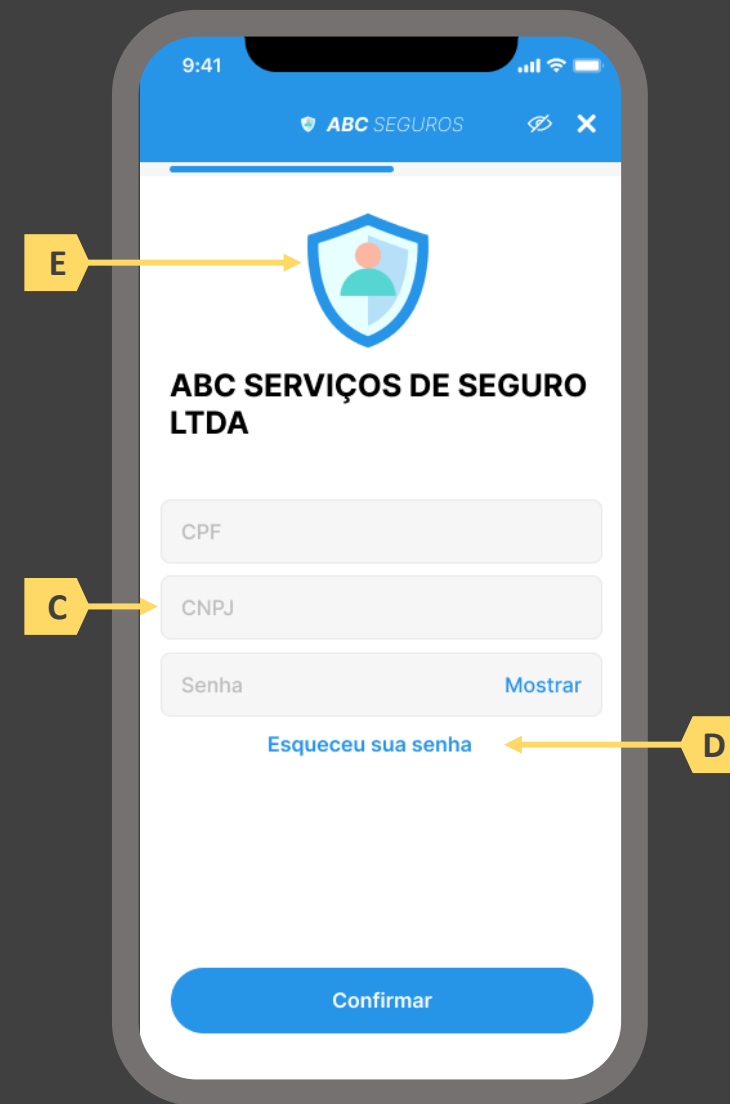 9:41
ABC SEGUROS
E
ABC SERVIÇOS DE SEGURO
LTDA
CPF
C
CNPJ
Senha
Mostrar
Esqueceu sua senha
D
Confirmar